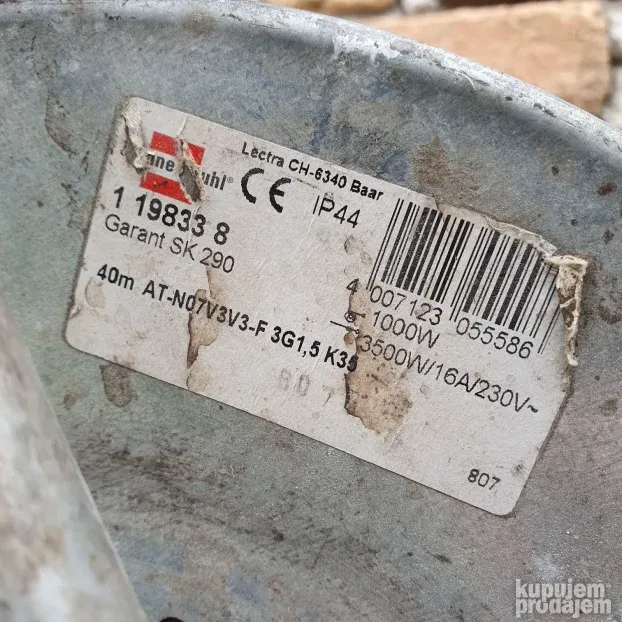 Lectra CH-6340 Baar
CE IP44
1 19833 8
Garant SK 290
40m AT-N07V3V3-F 3G1,5 K35
4 007123 055586
1000W
3500W/16A/230V~
807
kupujem
prodajem